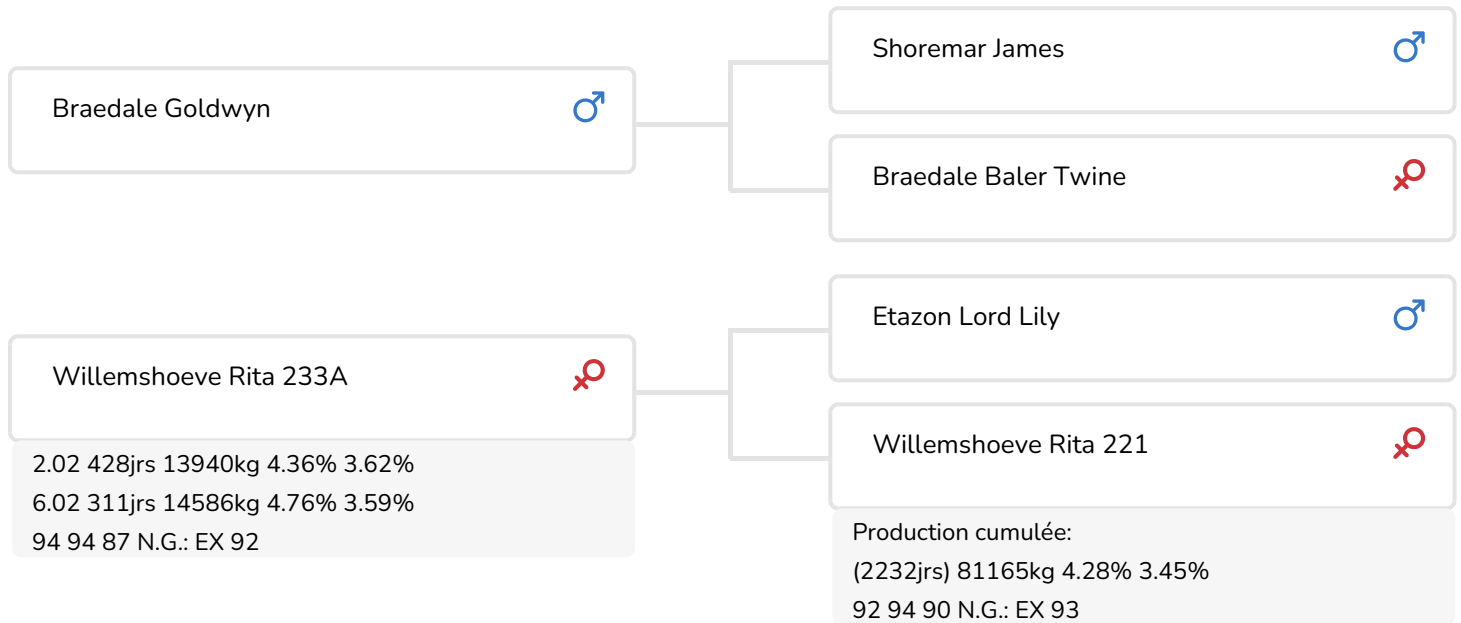 Braedale Goldwyn
Shoremar James
Braedale Baler Twine
Willemshoeve Rita 233A
2.02 428jrs 13940kg 4.36% 3.62%
6.02 311jrs 14586kg 4.76% 3.59%
94 94 87 N.G.: EX 92
Etazon Lord Lily
Willemshoeve Rita 221
Production cumulée:
(2232jrs) 81165kg 4.28% 3.45%
92 94 90 N.G.: EX 93